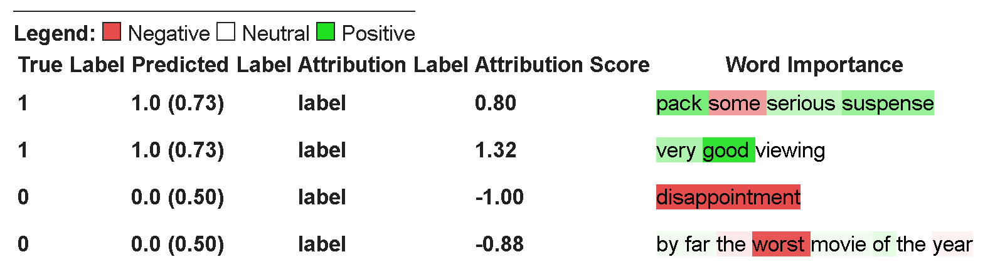 Legend: Negative Neutral Positive
True Label Predicted Label Attribution Label Attribution Score Word Importance
1 1.0 (0.73) label 0.80 pack some serious suspense
1 1.0 (0.73) label 1.32 very good viewing
0 0.0 (0.50) label -1.00 disappointment
0 0.0 (0.50) label -0.88 by far the worst movie of the year